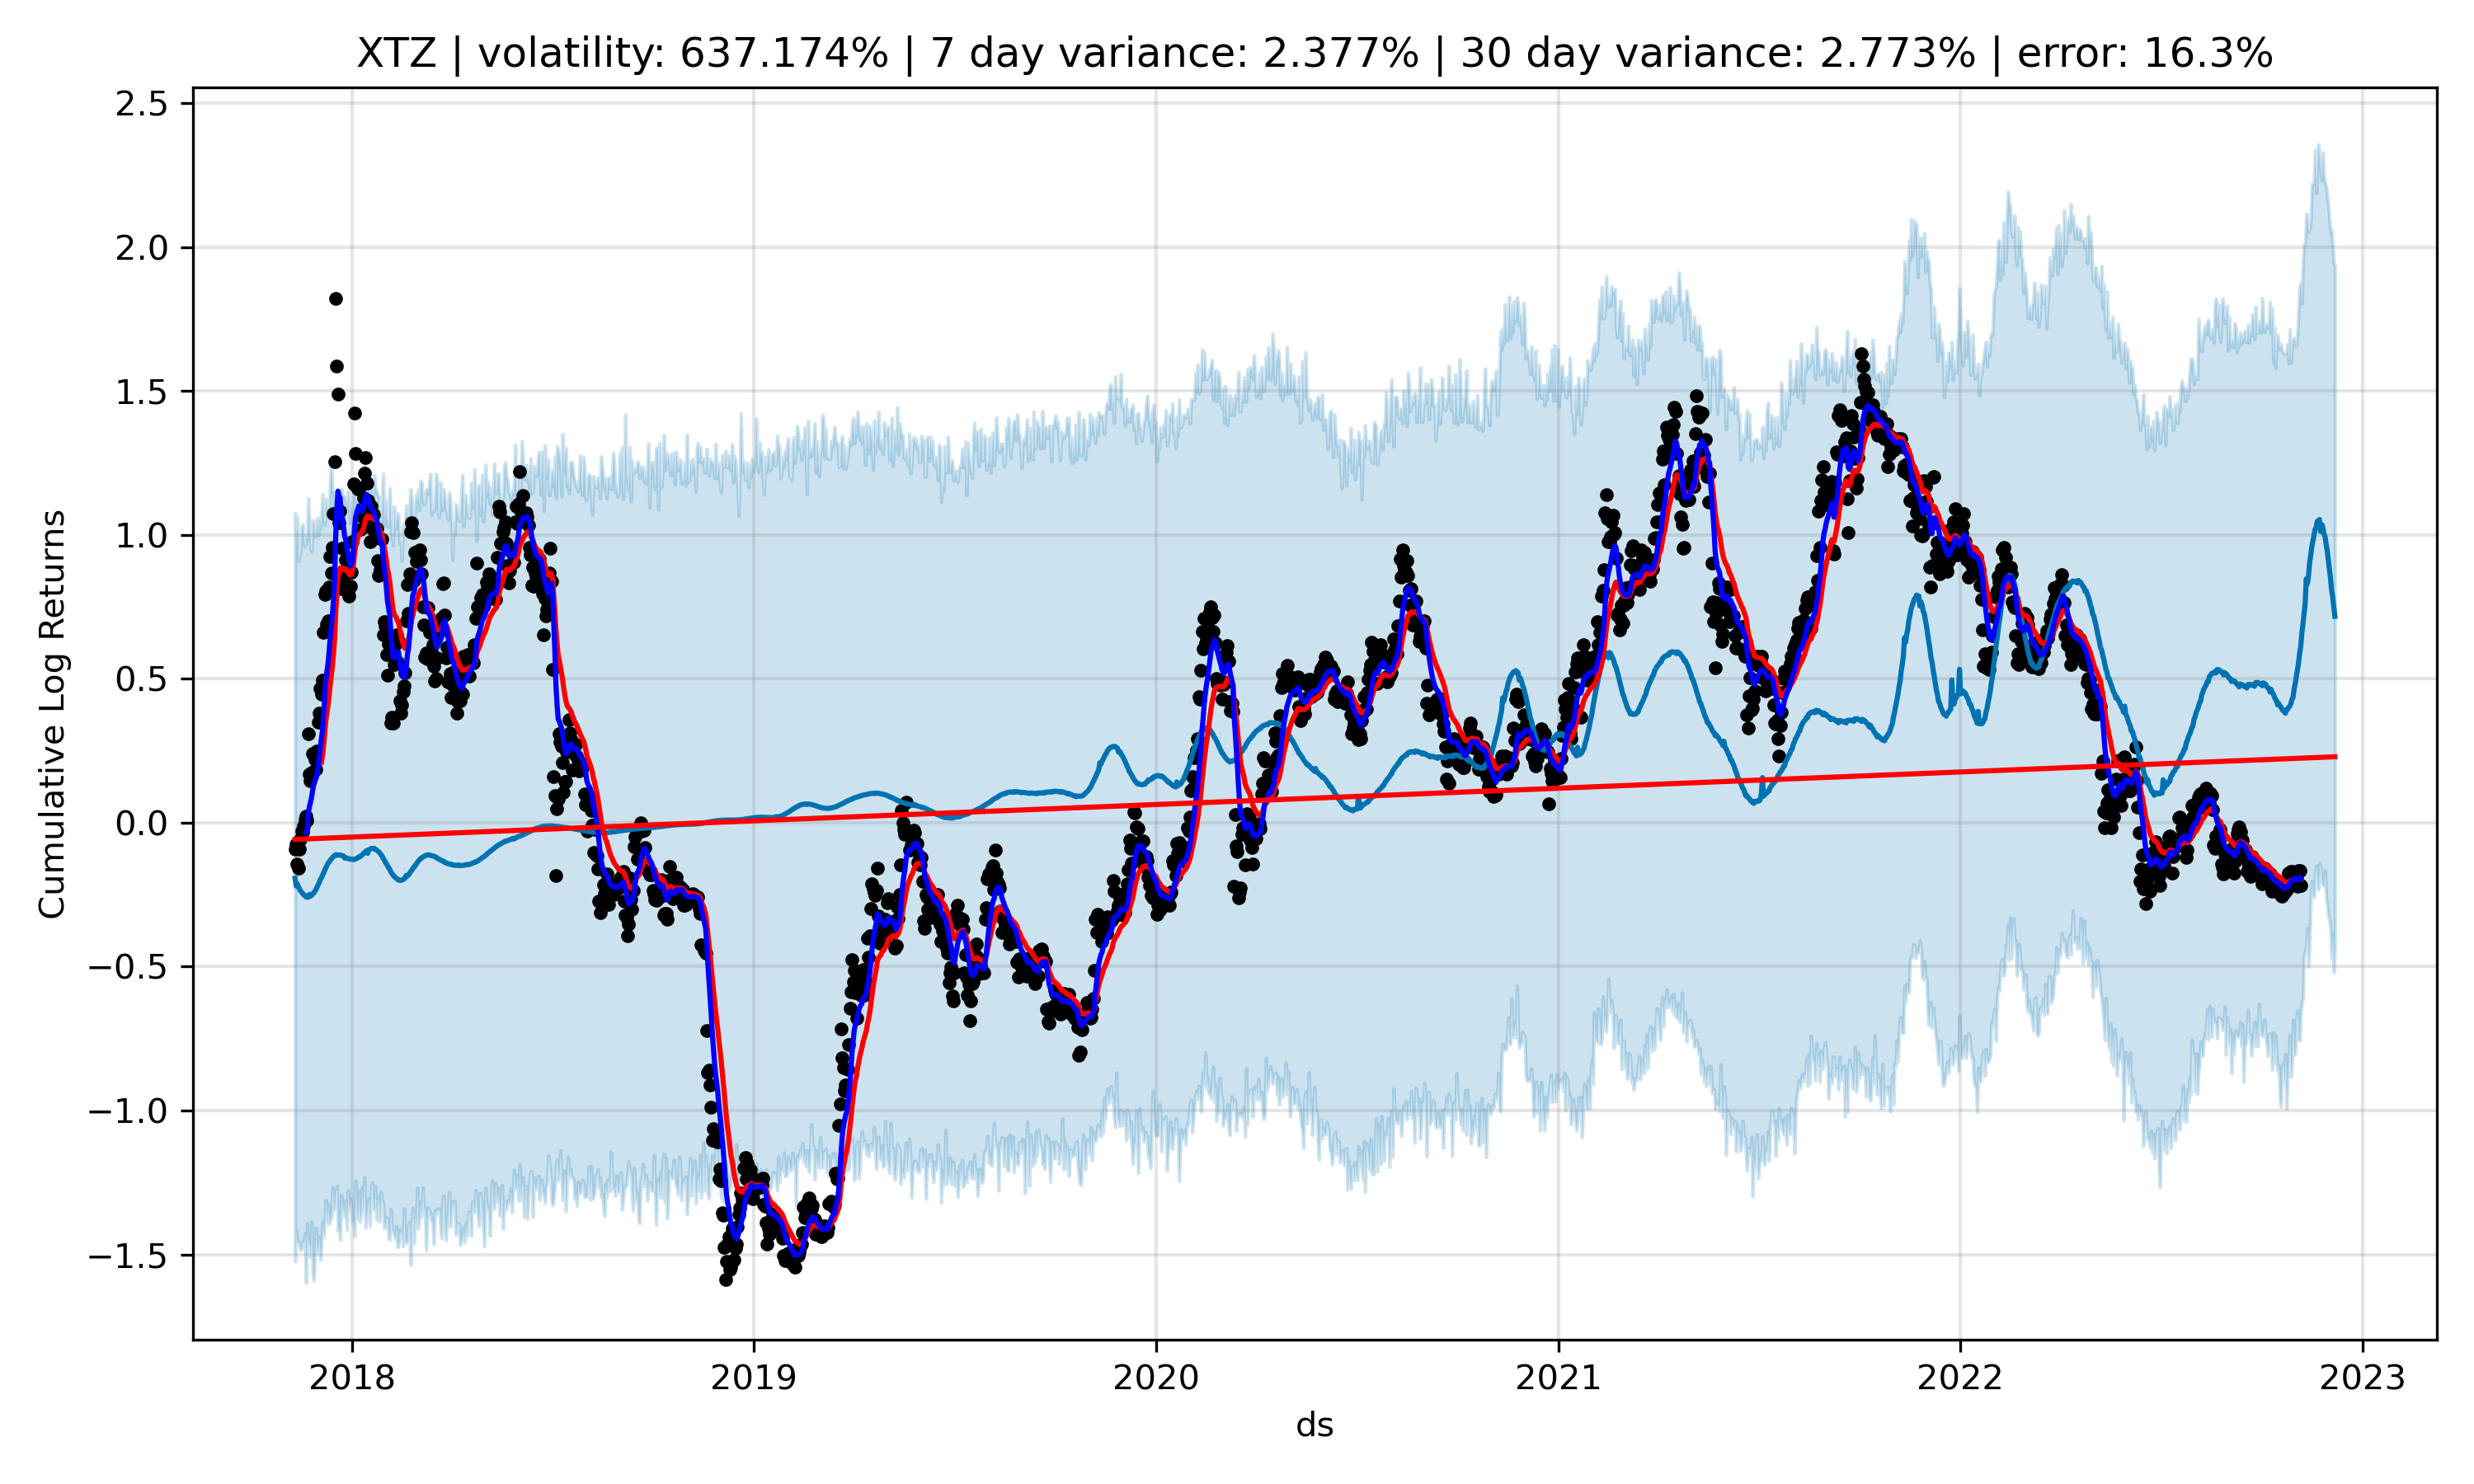 XTZ | volatility: 637.174% | 7 day variance: 2.377% | 30 day variance: 2.773% | error: 16.3%
2.5
2.0
1.5
1.0
0.5
0.0
−0.5
−1.0
−1.5
Cumulative Log Returns
2018 2019 2020 2021 2022 2023
ds